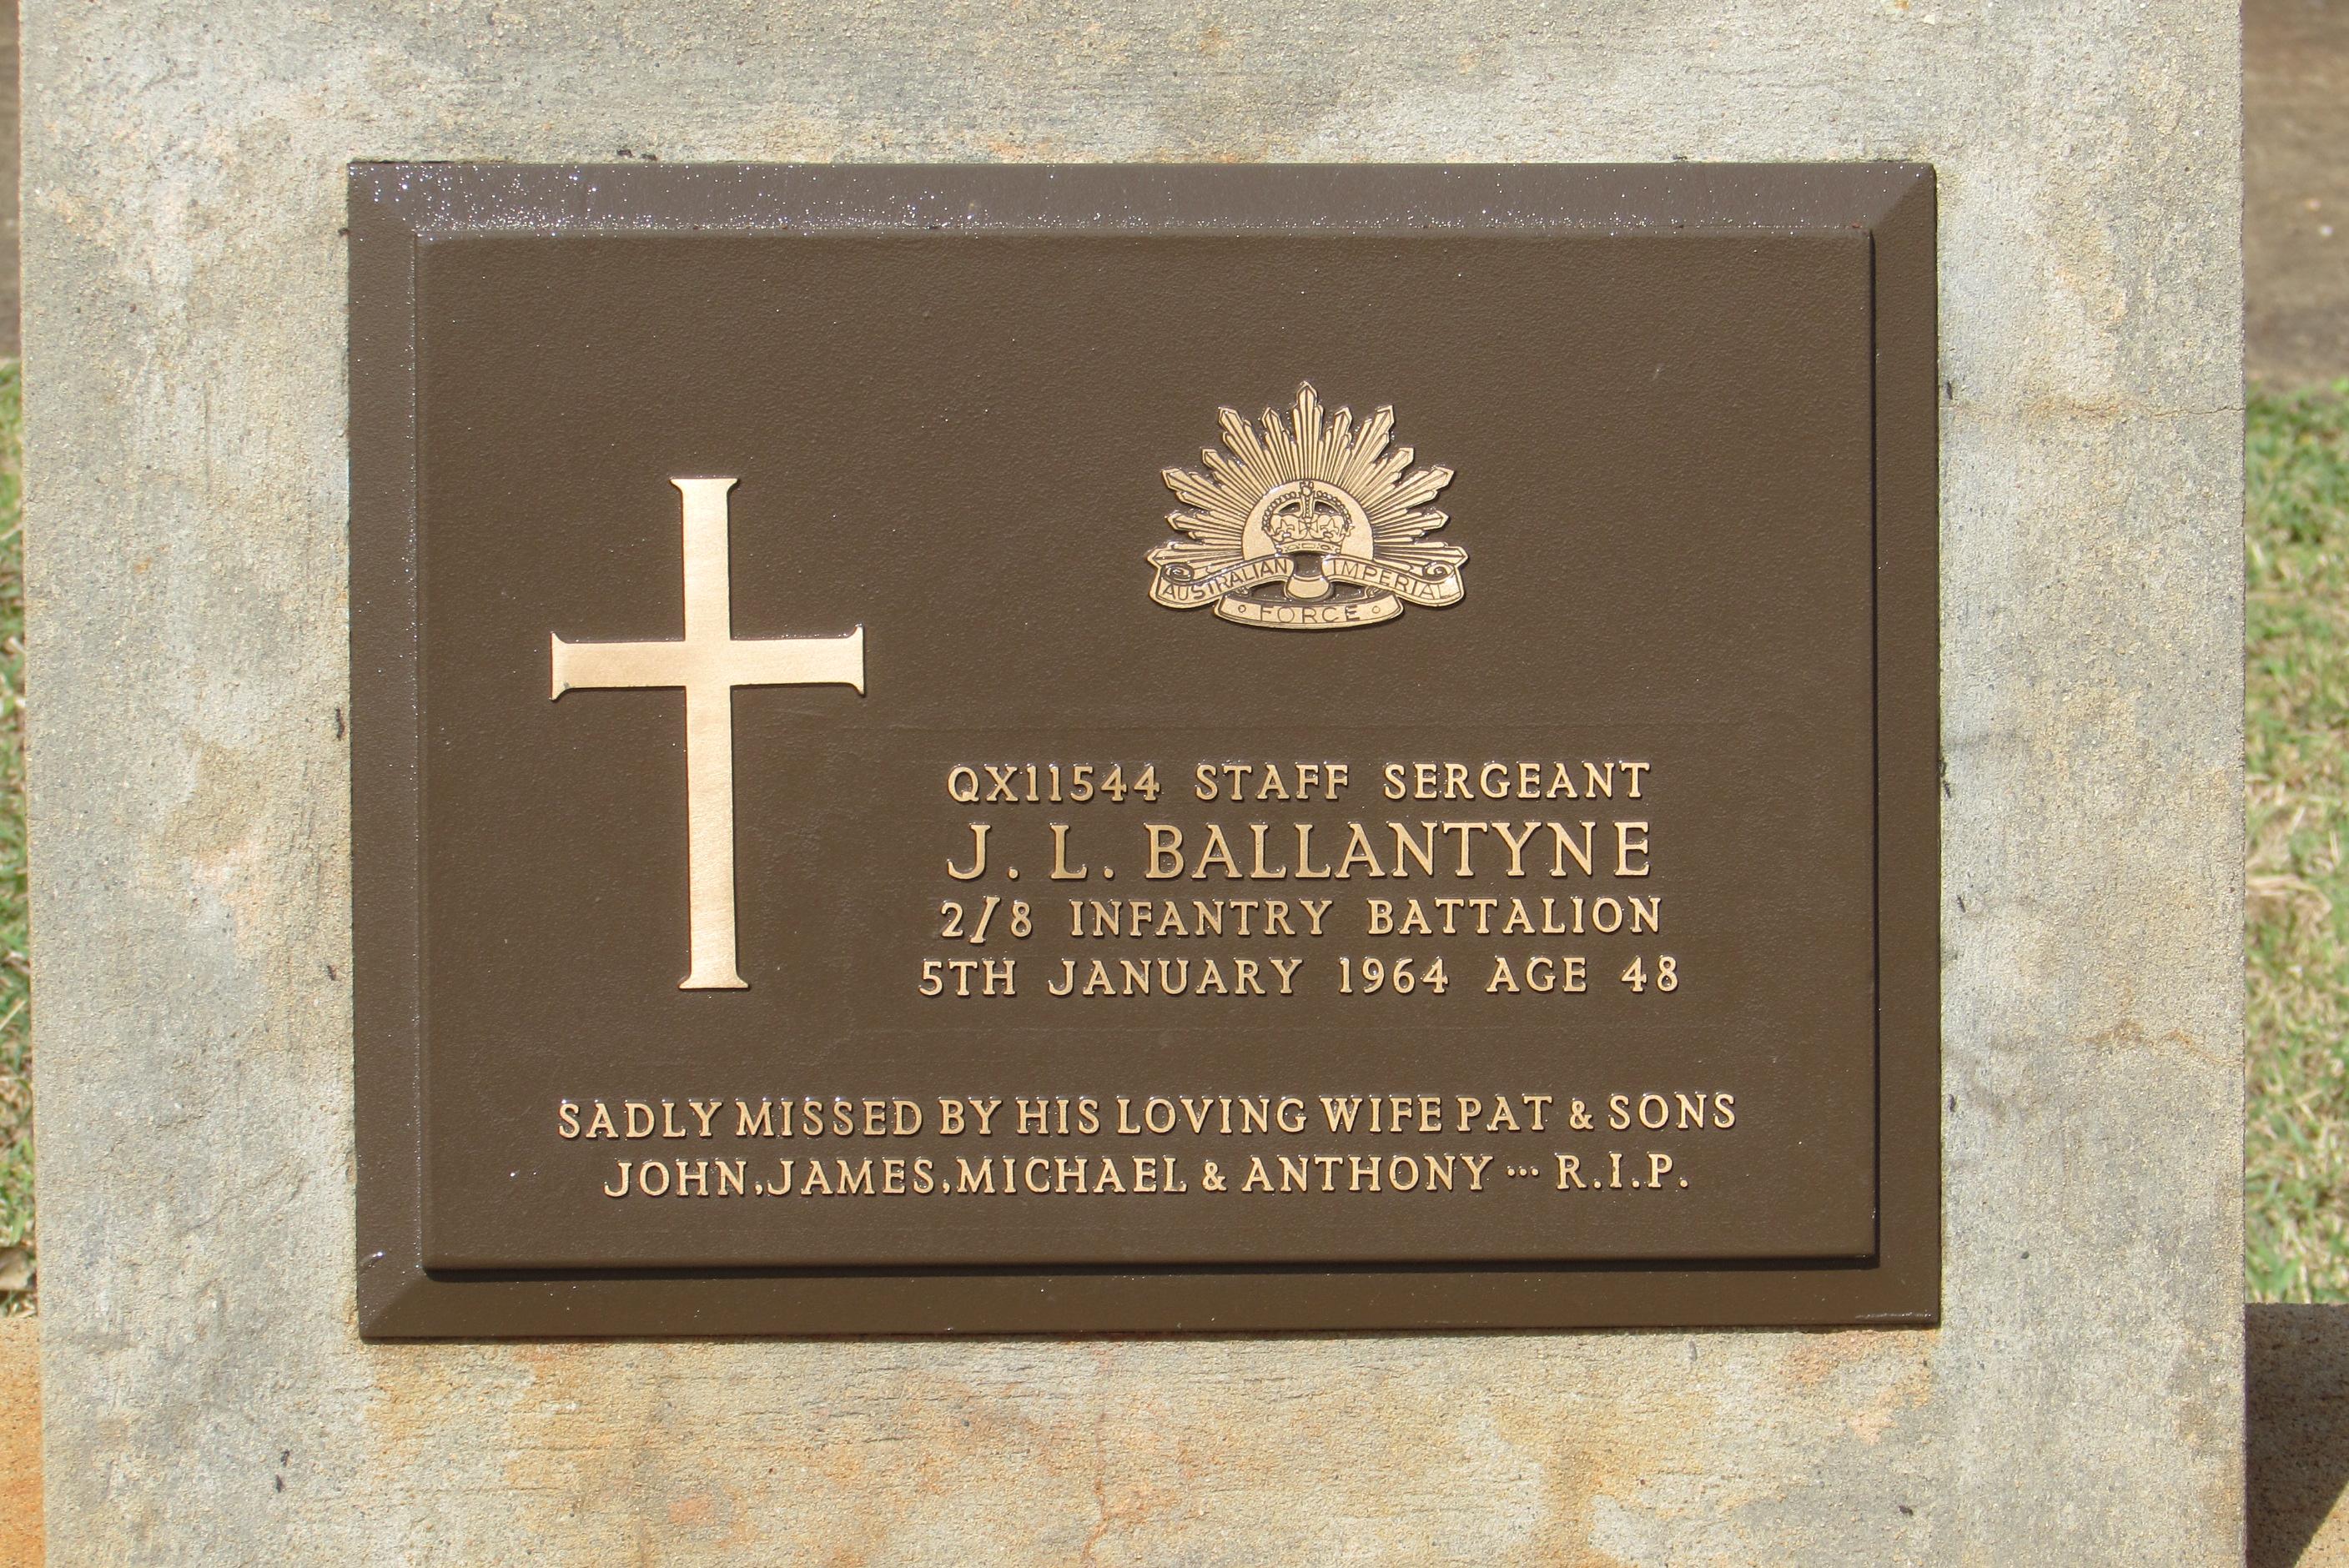 AUSTRALIAN IMPERIAL
FORCE
QX11544 STAFF SERGEANT
J. L. BALLANTYNE
2/8 INFANTRY BATTALION
5TH JANUARY 1964 AGE 48
SADLY MISSED BY HIS LOVING WIFE PAT & SONS
JOHN, JAMES, MICHAEL & ANTHONY ··· R.I.P.